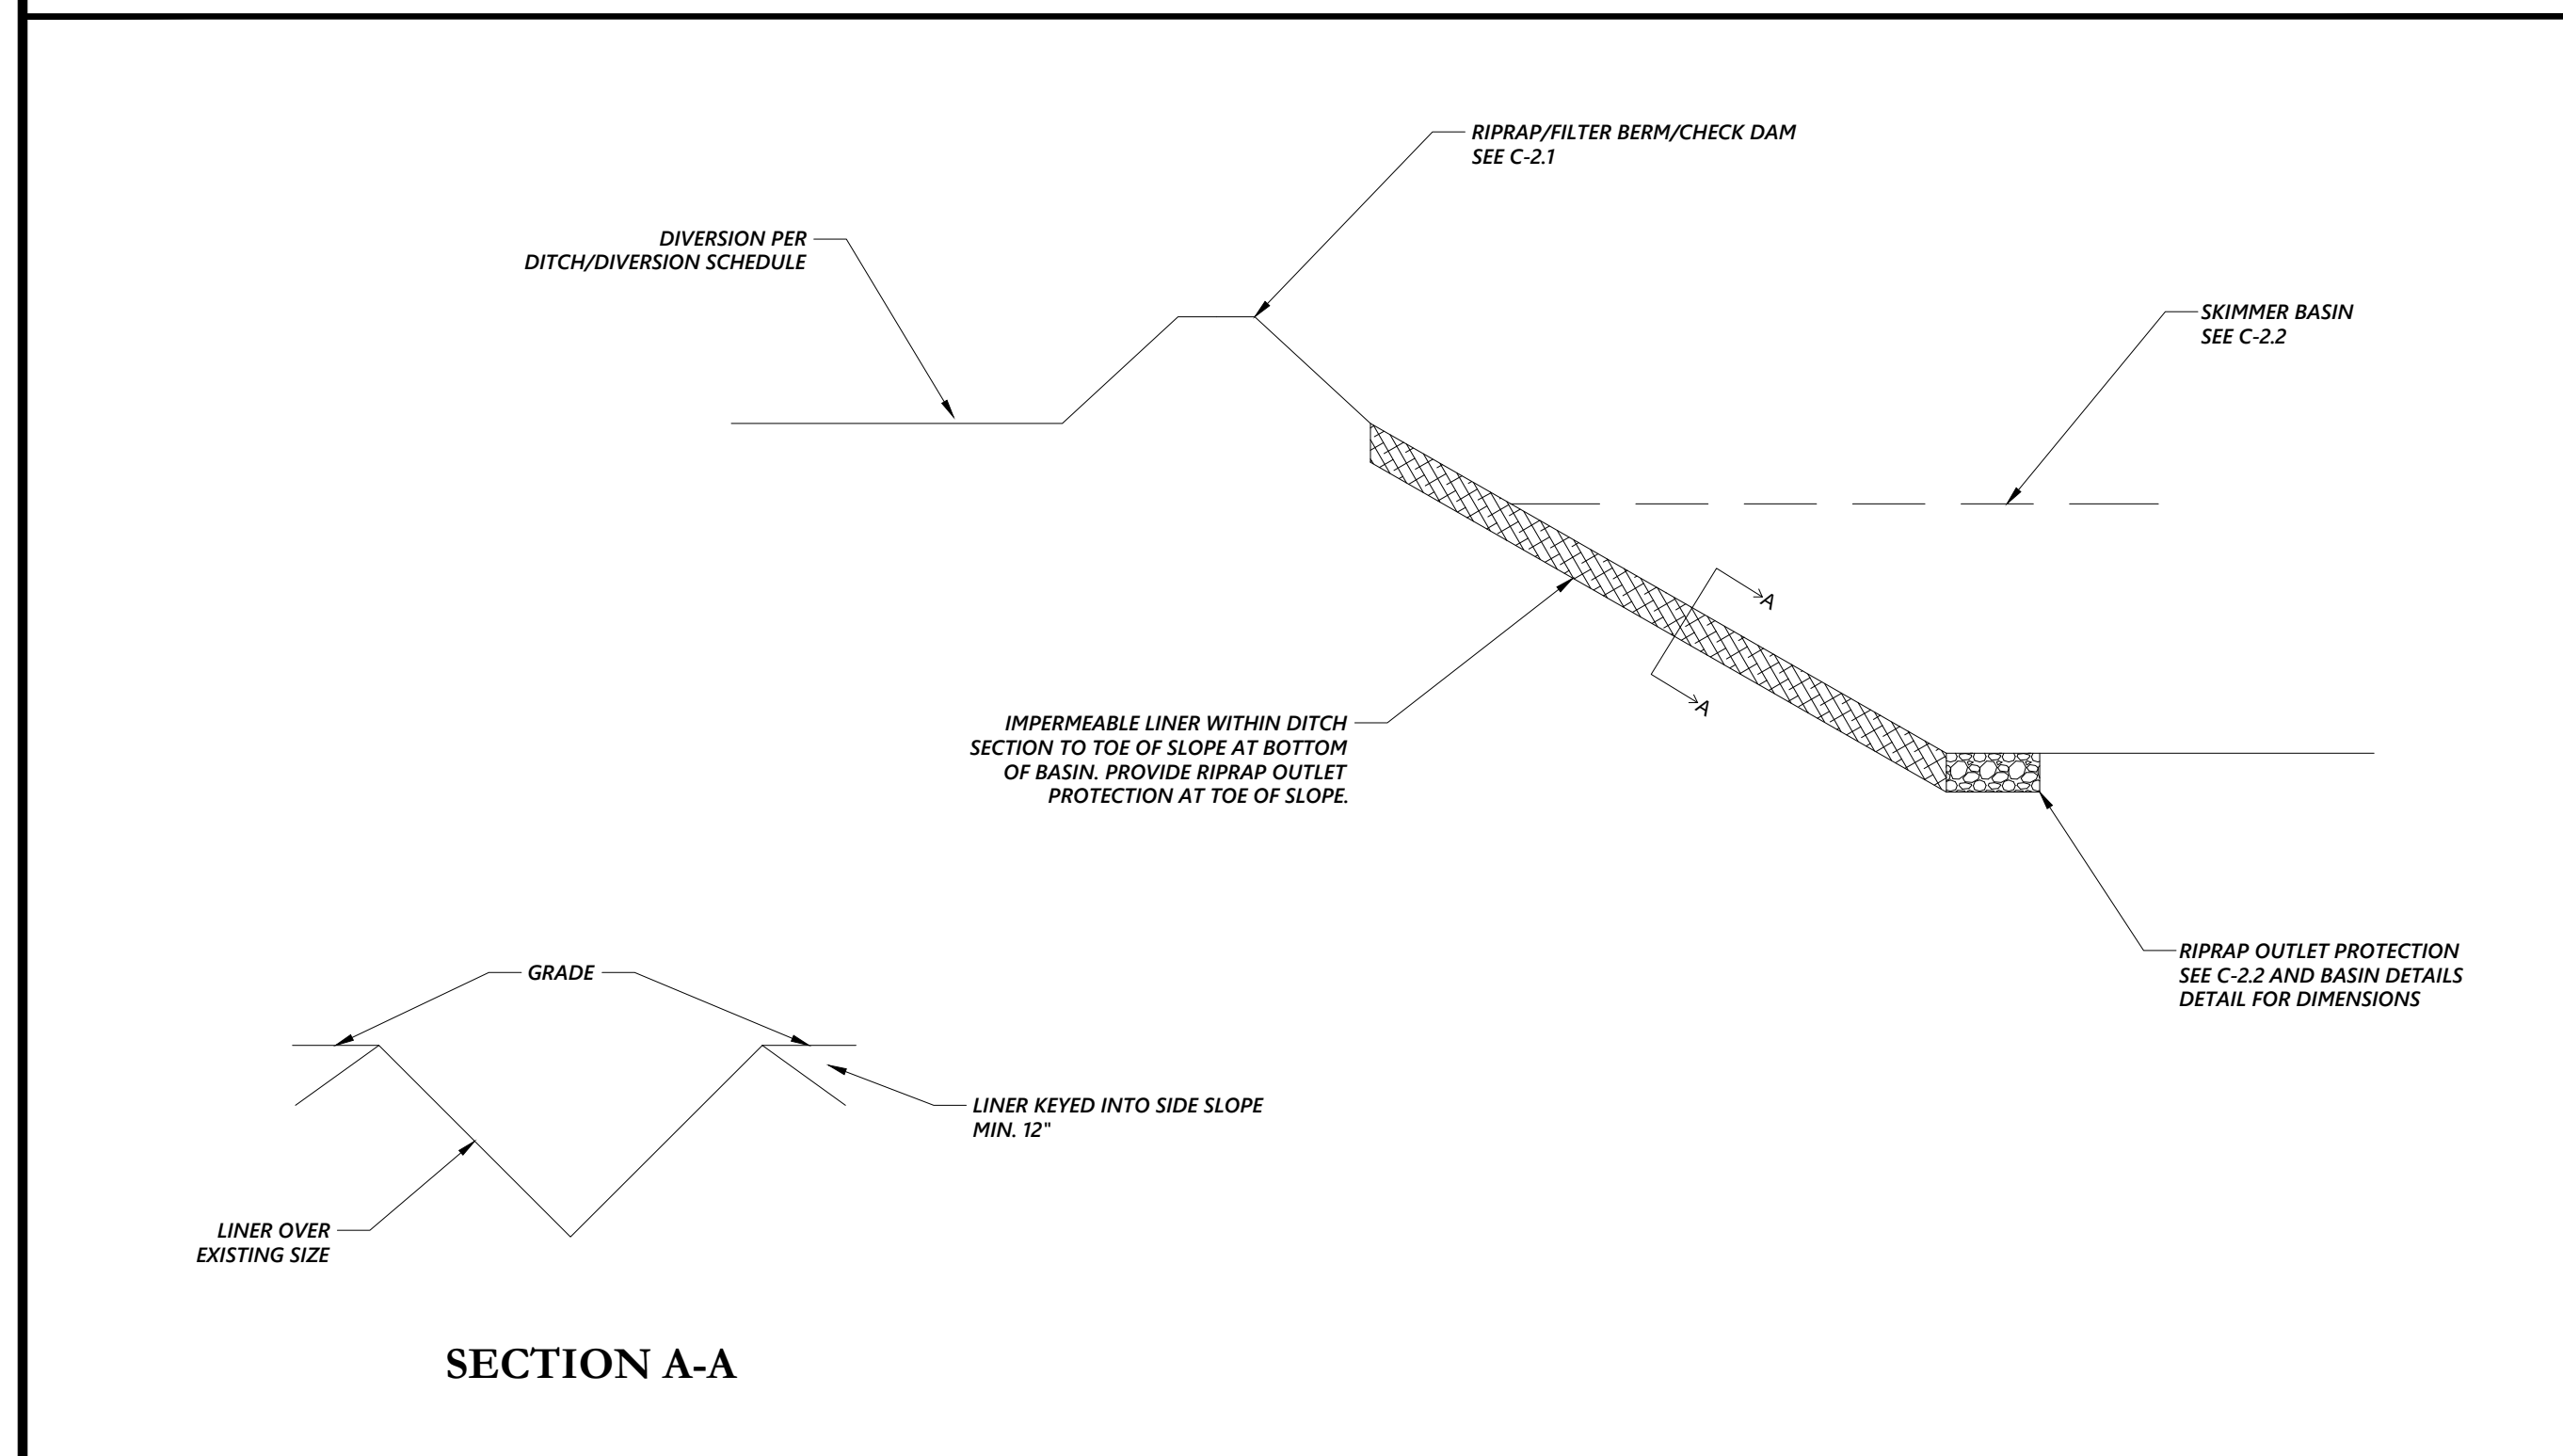 RIPRAP/FILTER BERM/CHECK DAM
SEE C-2.1
DIVERSION PER
DITCH/DIVERSION SCHEDULE
SKIMMER BASIN
SEE C-2.2
A
A
IMPERMEABLE LINER WITHIN DITCH
SECTION TO TOE OF SLOPE AT BOTTOM
OF BASIN. PROVIDE RIPRAP OUTLET
PROTECTION AT TOE OF SLOPE.
RIPRAP OUTLET PROTECTION
SEE C-2.2 AND BASIN DETAILS
DETAIL FOR DIMENSIONS
GRADE
LINER KEYED INTO SIDE SLOPE
MIN. 12"
LINER OVER
EXISTING SIZE
SECTION A-A